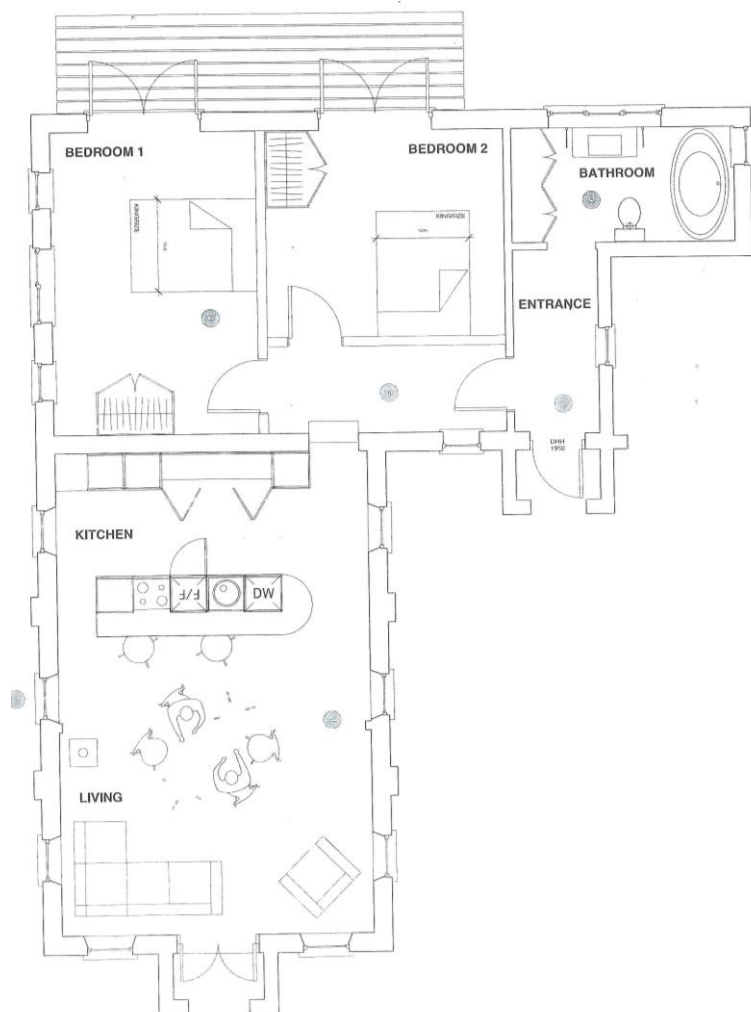 BEDROOM 1
BEDROOM 2
BATHROOM
KINGSIZE
KINGSIZE
ENTRANCE
DHH
1950
KITCHEN
F/F
DW
LIVING